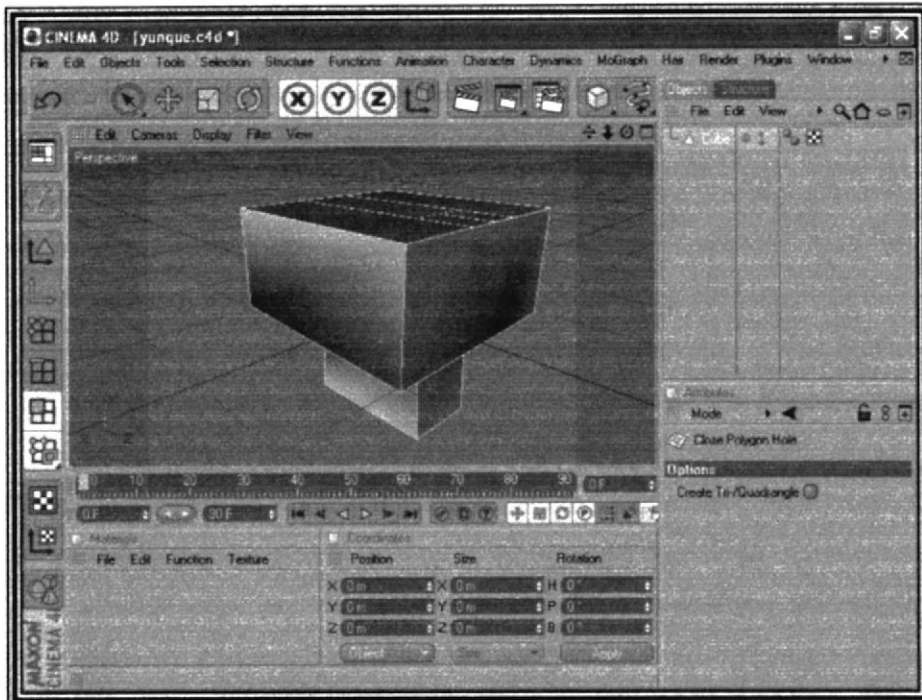 CINEMA 4D - [yunque.c4d *]
File Edit Objects Tools Selection Structure Functions Animation Character Dynamics MoGraph Hair Render Plugins Window
Objects Structure
File Edit View
Edit Cameras Display Filter View
Cube
Perspective
Attributes
Mode
Close Polygon Hole
Options
Create Tri-/Quadrangle
0 10 20 30 40 50 60 70 80 90
0 F
0 F
90 F
Materials
File Edit Function Texture
Coordinates
Position Size Rotation
X 0 m X 0 m H 0 °
Y 0 m Y 0 m P 0 °
Z 0 m Z 0 m B 0 °
Object Size Apply
MAXON
CINEMA 4D